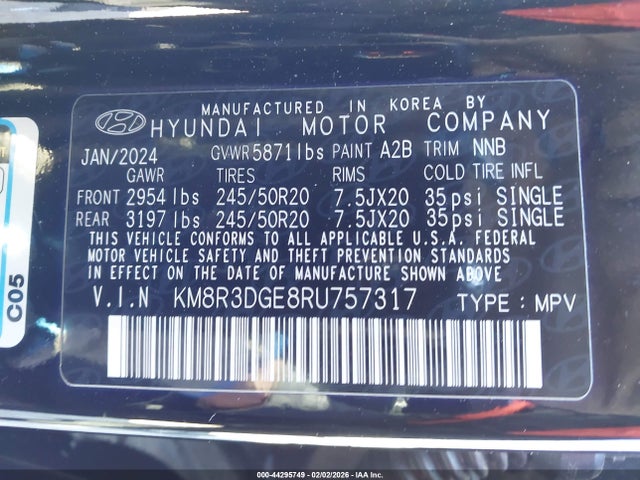 MANUFACTURED IN KOREA BY
HYUNDAI MOTOR COMPANY
JAN/2024 GVWR 5871 lbs PAINT A2B TRIM NNB
GAWR TIRES RIMS COLD TIRE INFL
FRONT 2954 lbs 245/50R20 7.5JX20 35 psi SINGLE
REAR 3197 lbs 245/50R20 7.5JX20 35 psi SINGLE
THIS VEHICLE CONFORMS TO ALL APPLICABLE U.S.A. FEDERAL
MOTOR VEHICLE SAFETY AND THEFT PREVENTION STANDARDS
IN EFFECT ON THE DATE OF MANUFACTURE SHOWN ABOVE.
V.I.N KM8R3DGE8RU757317 TYPE: MPV
C05
000-44295749 - 02/02/2026 - IAA Inc.